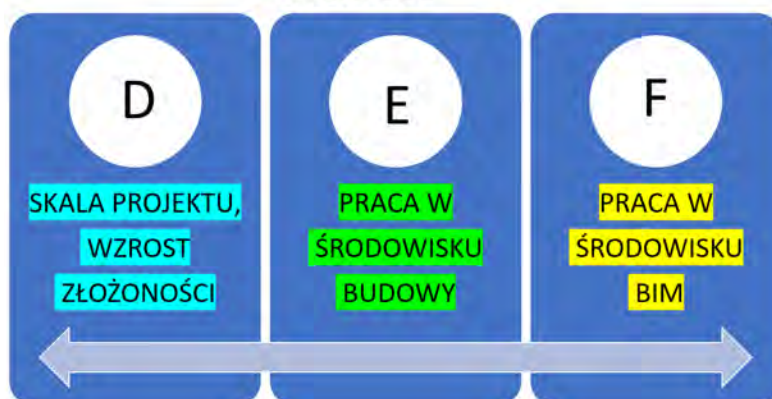 D
SKALA PROJEKTU,
WZROST
ZŁOŻONOŚCI
E
PRACA W
ŚRODOWISKU
BUDOWY
F
PRACA W
ŚRODOWISKU
BIM